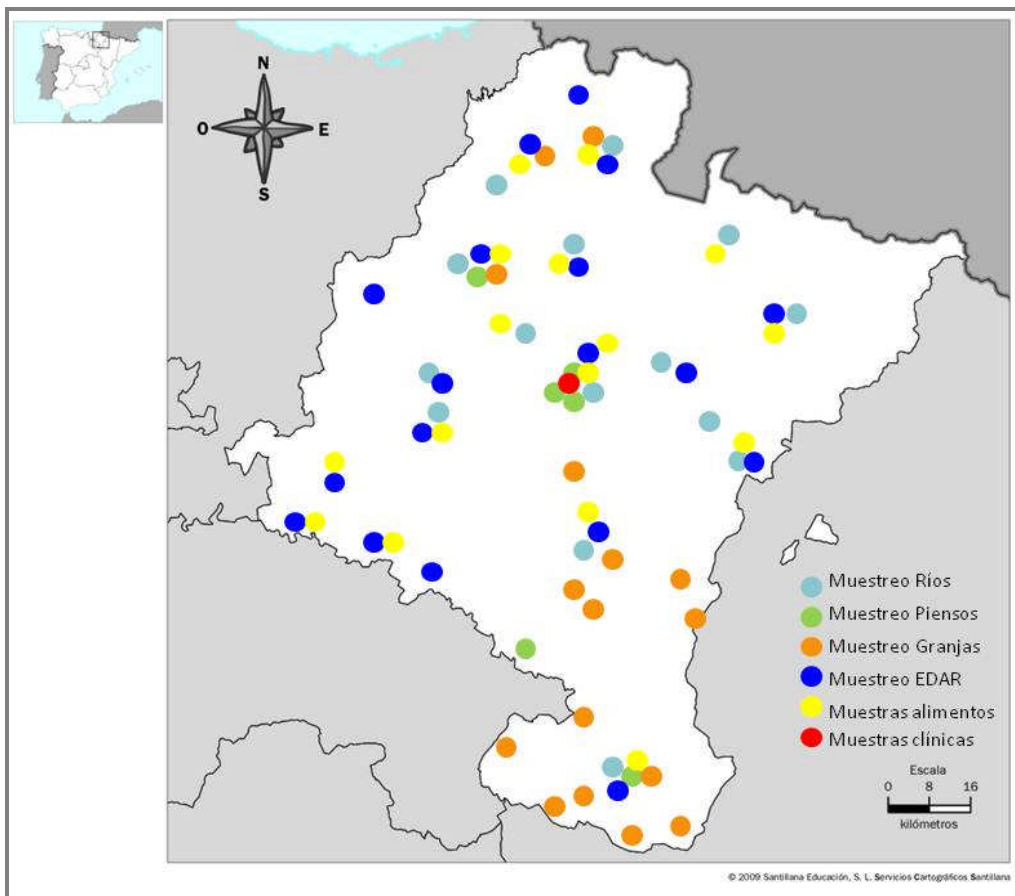 N
O
E
S
Muestreo Ríos
Muestreo Piensos
Muestreo Granjas
Muestreo EDAR
Muestras alimentos
Muestras clínicas
Escala
0 8 16
kilómetros
© 2009 Santillana Educación, S. L. Servicios Cartográficos Santillana